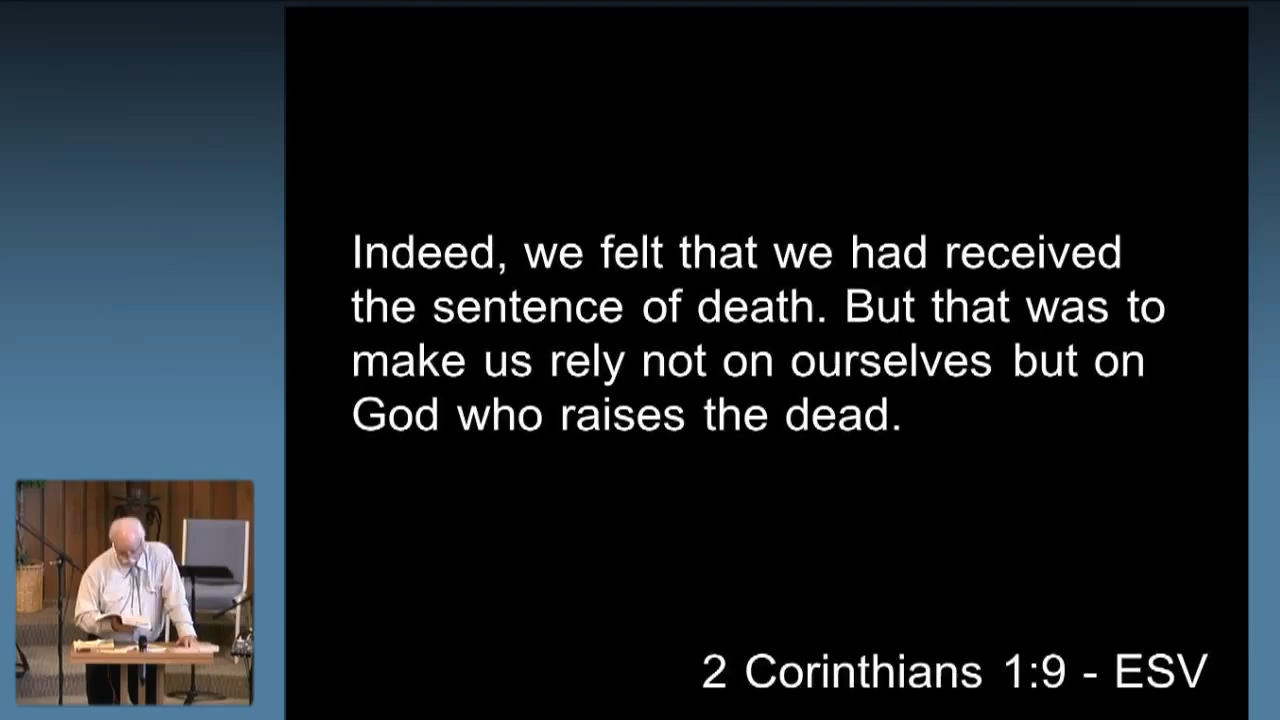 Indeed, we felt that we had received
the sentence of death. But that was to
make us rely not on ourselves but on
God who raises the dead.
2 Corinthians 1:9 - ESV